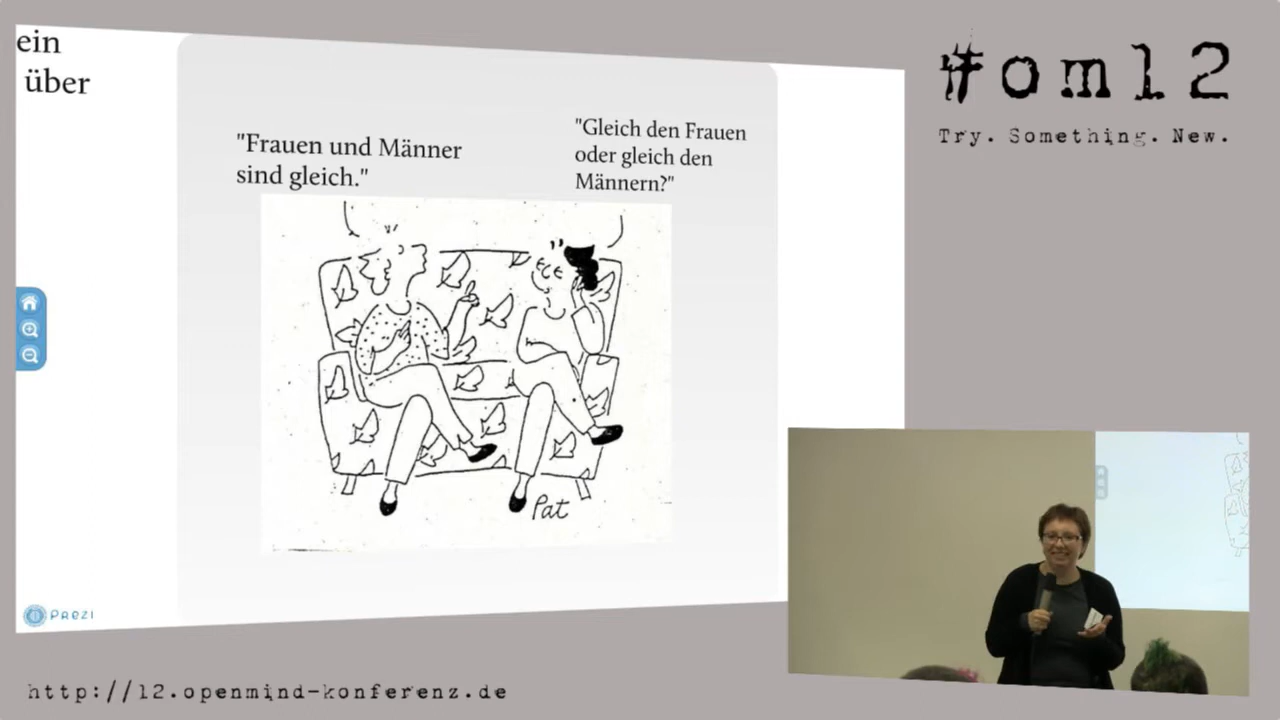 ein
über
"Frauen und Männer
sind gleich."
"Gleich den Frauen
oder gleich den
Männern?"
Pat
PREZI
#om12
Try. Something. New.
http://12.openmind-konferenz.de